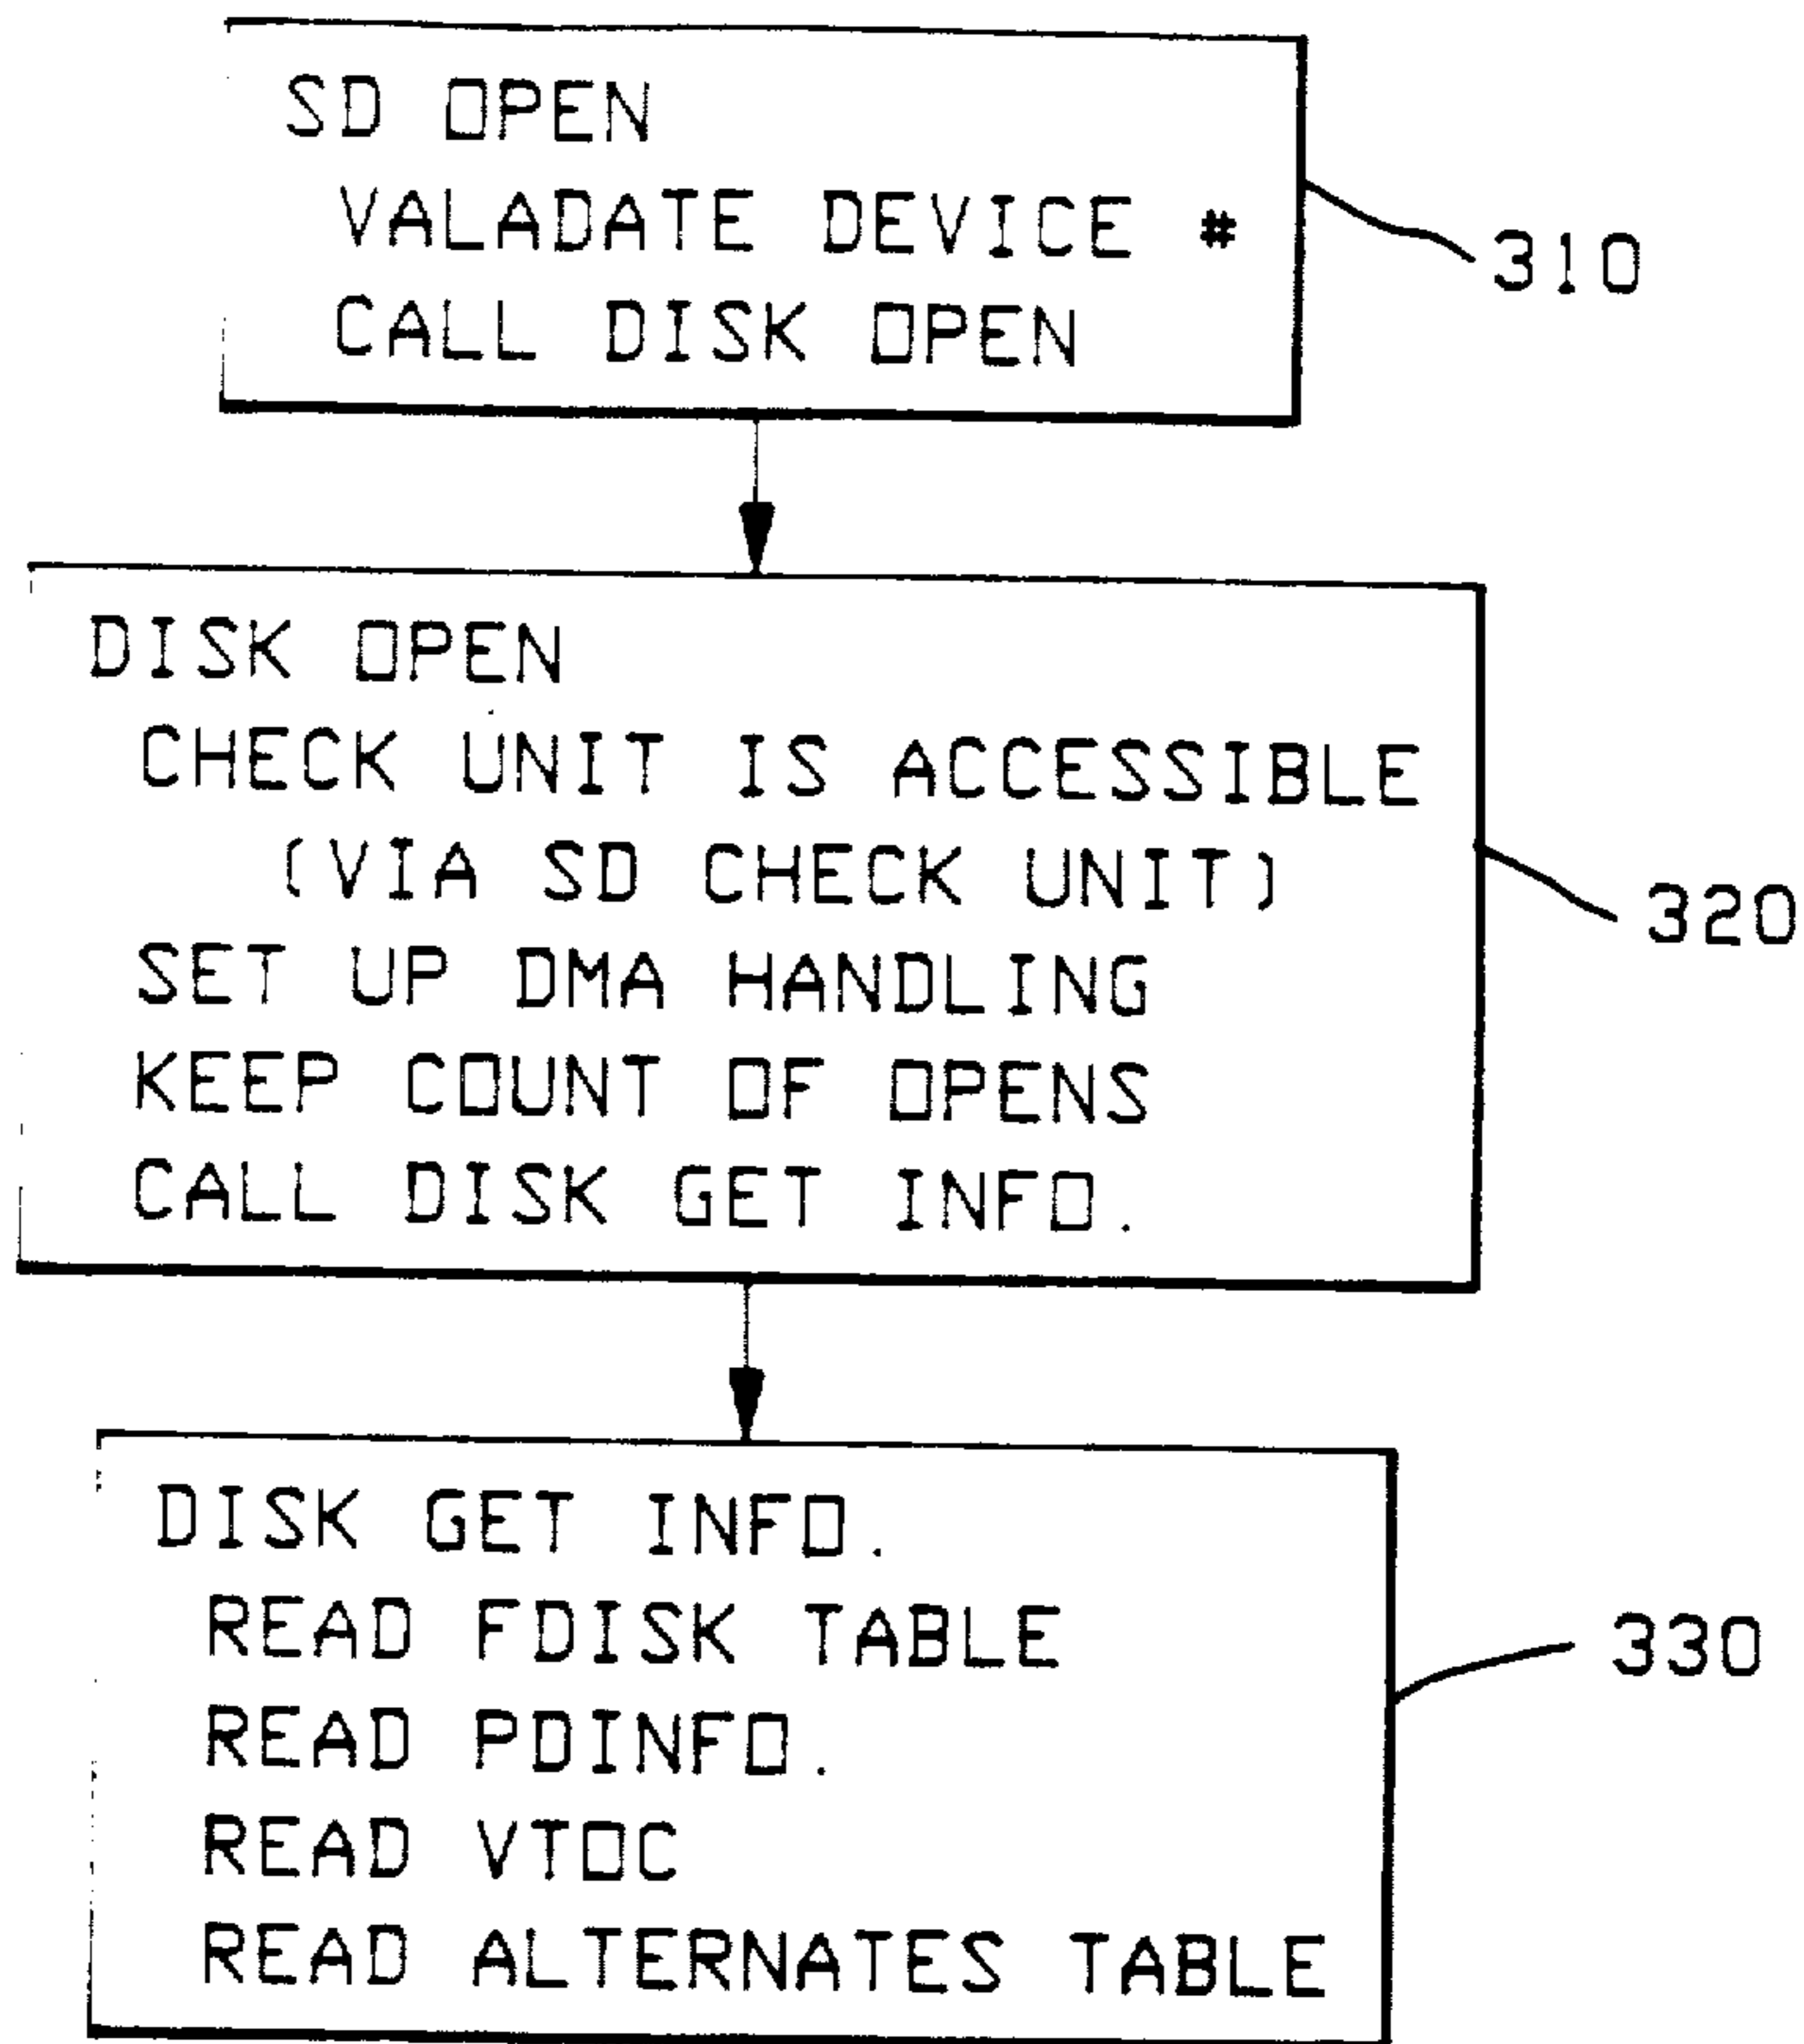 SD OPEN
VALADATE DEVICE #
CALL DISK OPEN
310
DISK OPEN
CHECK UNIT IS ACCESSIBLE
(VIA SD CHECK UNIT)
SET UP DMA HANDLING
KEEP COUNT OF OPENS
CALL DISK GET INFO.
320
DISK GET INFO.
READ FDISK TABLE
READ PDINFO.
READ VTOC
READ ALTERNATES TABLE
330